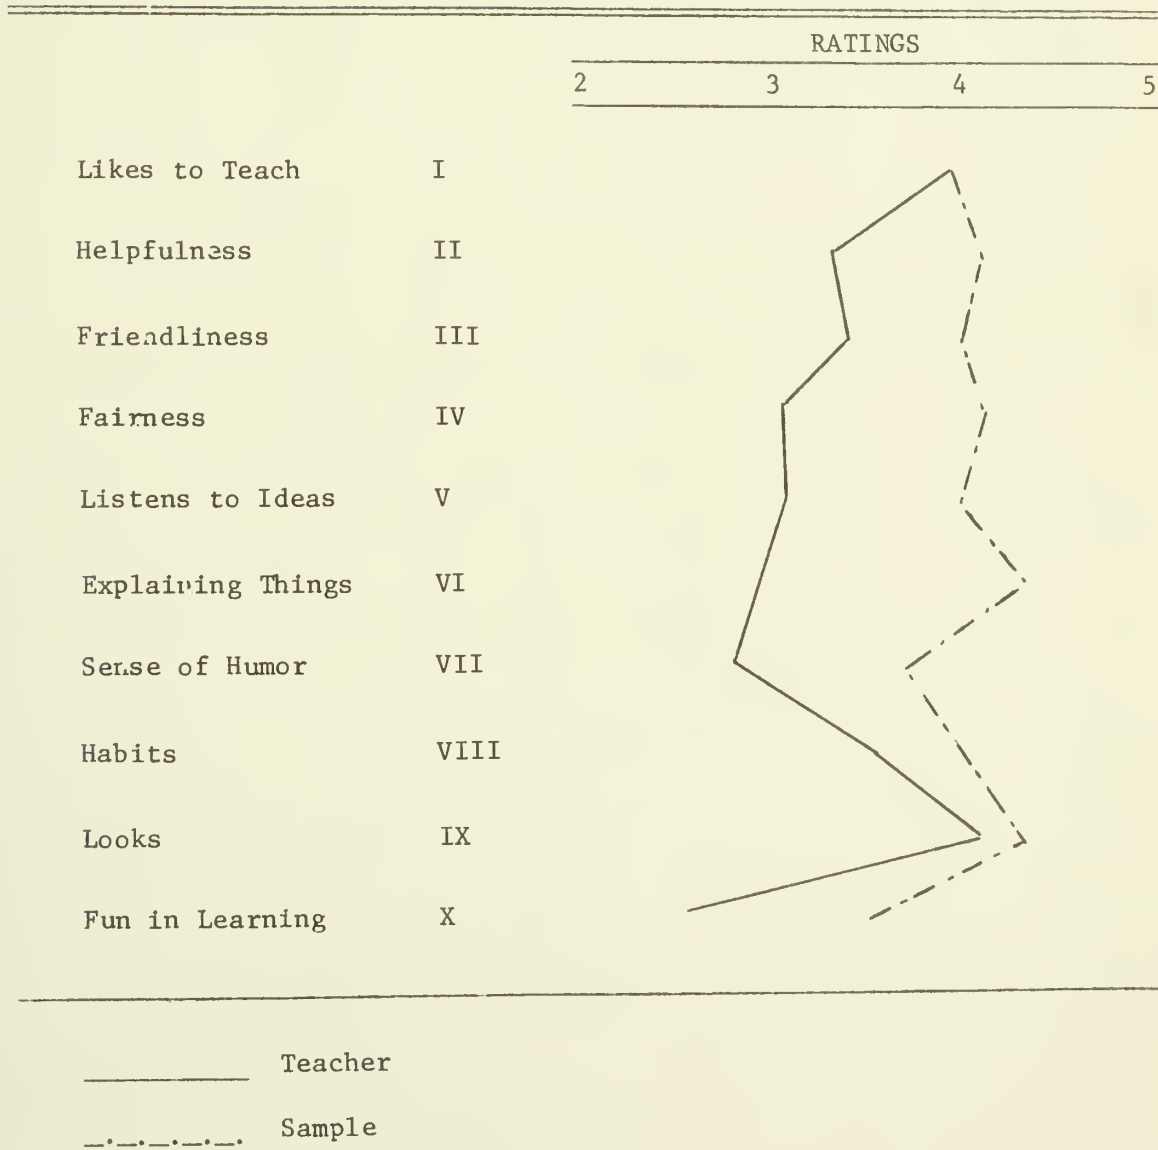 RATINGS
2 3 4 5
Likes to Teach I
Helpfulness II
Friendliness III
Fairness IV
Listens to Ideas V
Explaining Things VI
Sense of Humor VII
Habits VIII
Looks IX
Fun in Learning X
Teacher
Sample